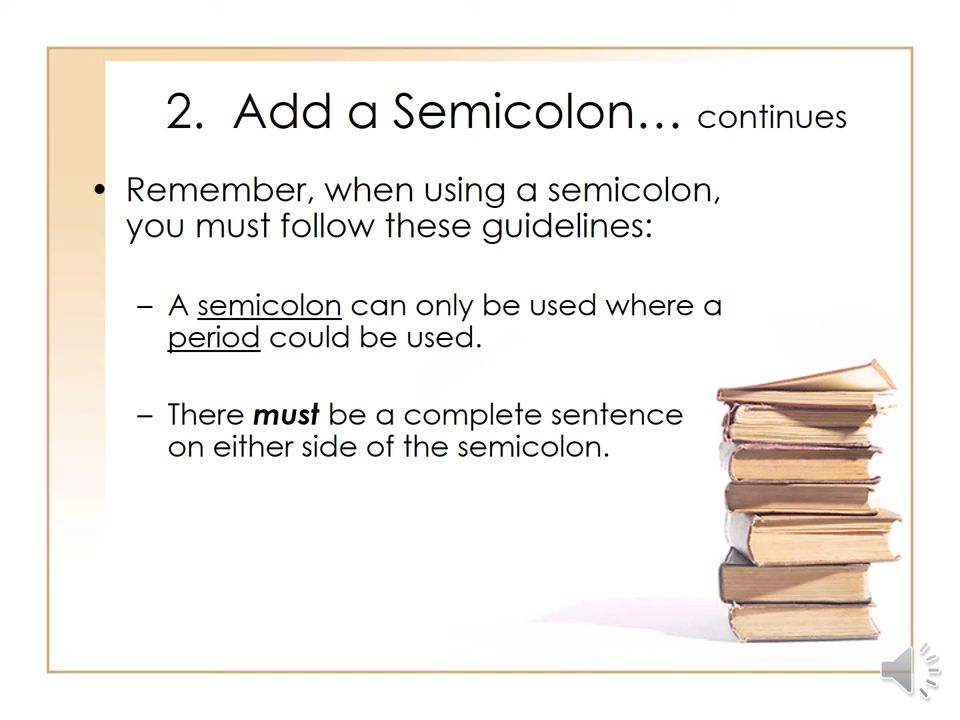 2. Add a Semicolon… continues
• Remember, when using a semicolon,
you must follow these guidelines:
– A semicolon can only be used where a
period could be used.
– There must be a complete sentence
on either side of the semicolon.